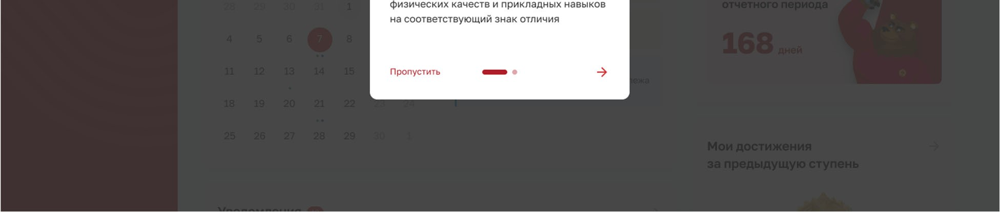 28 29 30 31 1
физических качеств и прикладных навыков
на соответствующий знак отличия
отчетного периода
168 дней
4 5 6 7 8
11 12 13 14 15
Пропустить
18 19 20 21 22 23 24
25 26 27 28 29 30 1
Мои достижения
за предыдущую ступень
Уведомления